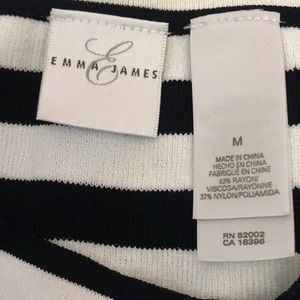 E
EMMA JAMES
M
MADE IN CHINA
HECHO EN CHINA
FABRIQUÉ EN CHINE
63% RAYON/
VISCOSA/RAYONNE
37% NYLON/POLIAMIDA
RN 52002
CA 16396